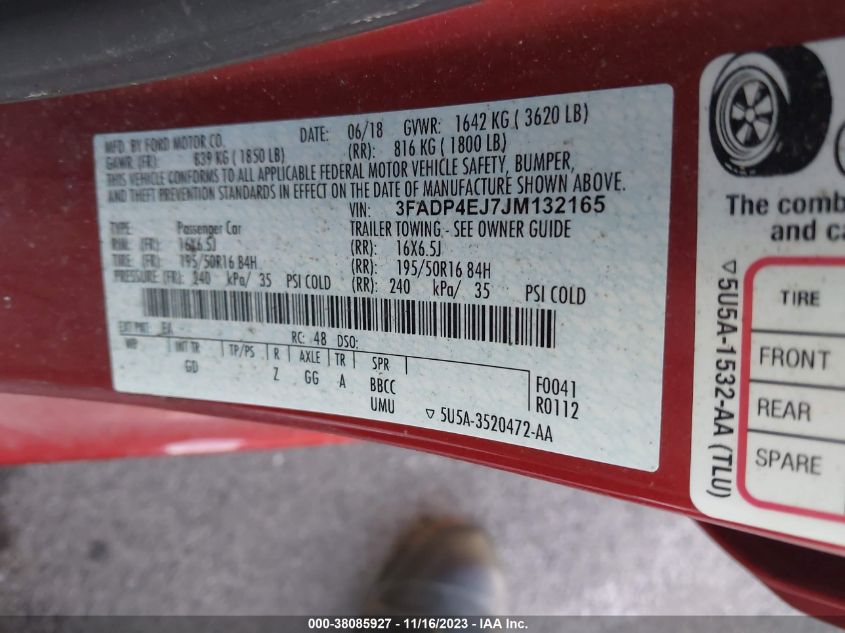 MFD. BY FORD MOTOR CO.
DATE: 06/18 GVWR: 1642 KG ( 3620 LB)
GAWR: (FR): 839 KG ( 1850 LB) (RR): 816 KG ( 1800 LB)
THIS VEHICLE CONFORMS TO ALL APPLICABLE FEDERAL MOTOR VEHICLE SAFETY, BUMPER,
AND THEFT PREVENTION STANDARDS IN EFFECT ON THE DATE OF MANUFACTURE SHOWN ABOVE.
VIN: 3FADP4EJ7JM132165
TYPE: Passenger Car TRAILER TOWING - SEE OWNER GUIDE
RIM: (FR): 16X6.5J (RR): 16X6.5J
TIRE: (FR): 195/50R16 84H (RR): 195/50R16 84H
PRESSURE (FR): 240 kPa/ 35 PSI COLD (RR): 240 kPa/ 35 PSI COLD
EXT PNT: RC: 48 DSO:
WB INT TR TP/PS R AXLE TR SPR
GD Z GG A BBCC
UMU
F0041
R0112
▽ 5U5A-3520472-AA
The comb
and ca
▽ 5U5A-1532-AA (TLU)
TIRE
FRONT
REAR
SPARE
000-38085927 - 11/16/2023 - IAA Inc.